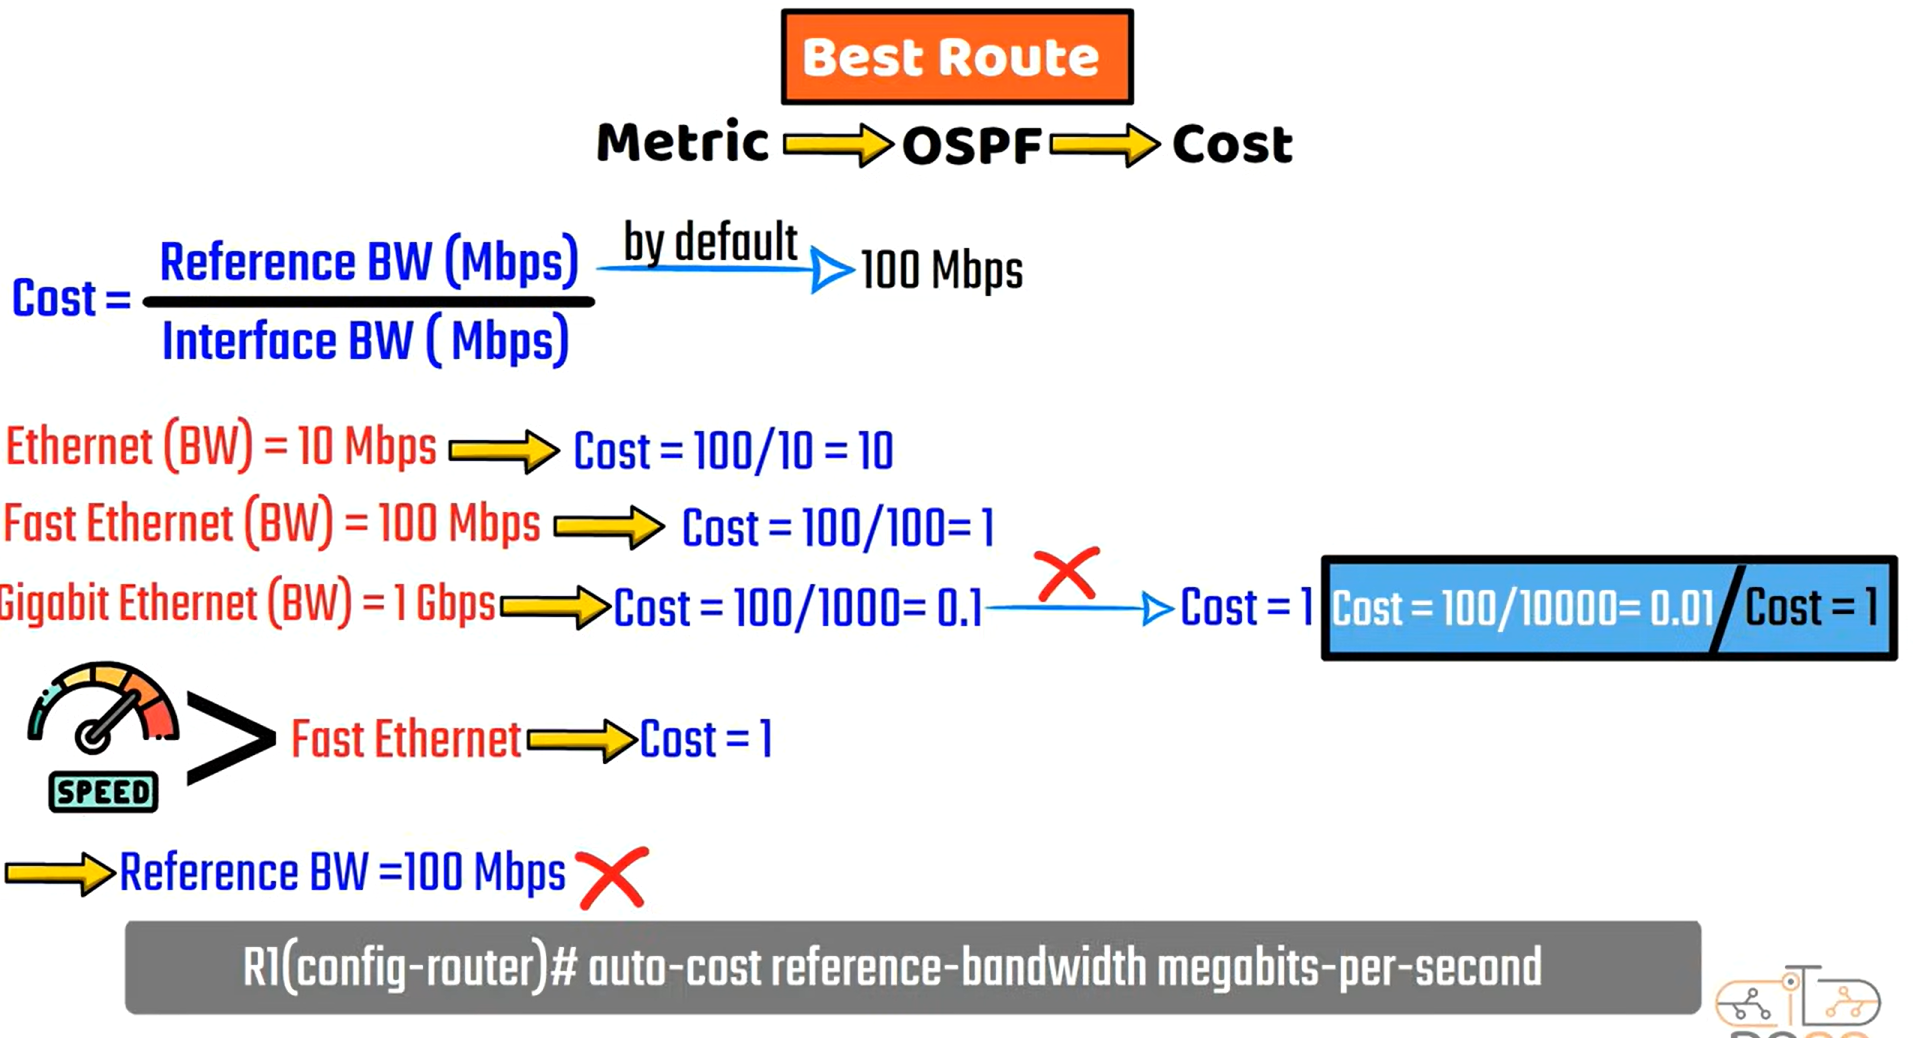 Best Route
Metric OSPF Cost
Cost = Reference BW (Mbps) by default 100 Mbps
Interface BW ( Mbps)
Ethernet (BW) = 10 Mbps Cost = 100/10 = 10
Fast Ethernet (BW) = 100 Mbps Cost = 100/100= 1
Gigabit Ethernet (BW) = 1 Gbps Cost = 100/1000= 0.1 Cost = 1 Cost = 100/10000= 0.01/Cost = 1
> Fast Ethernet Cost = 1
SPEED
Reference BW =100 Mbps
R1(config-router)# auto-cost reference-bandwidth megabits-per-second